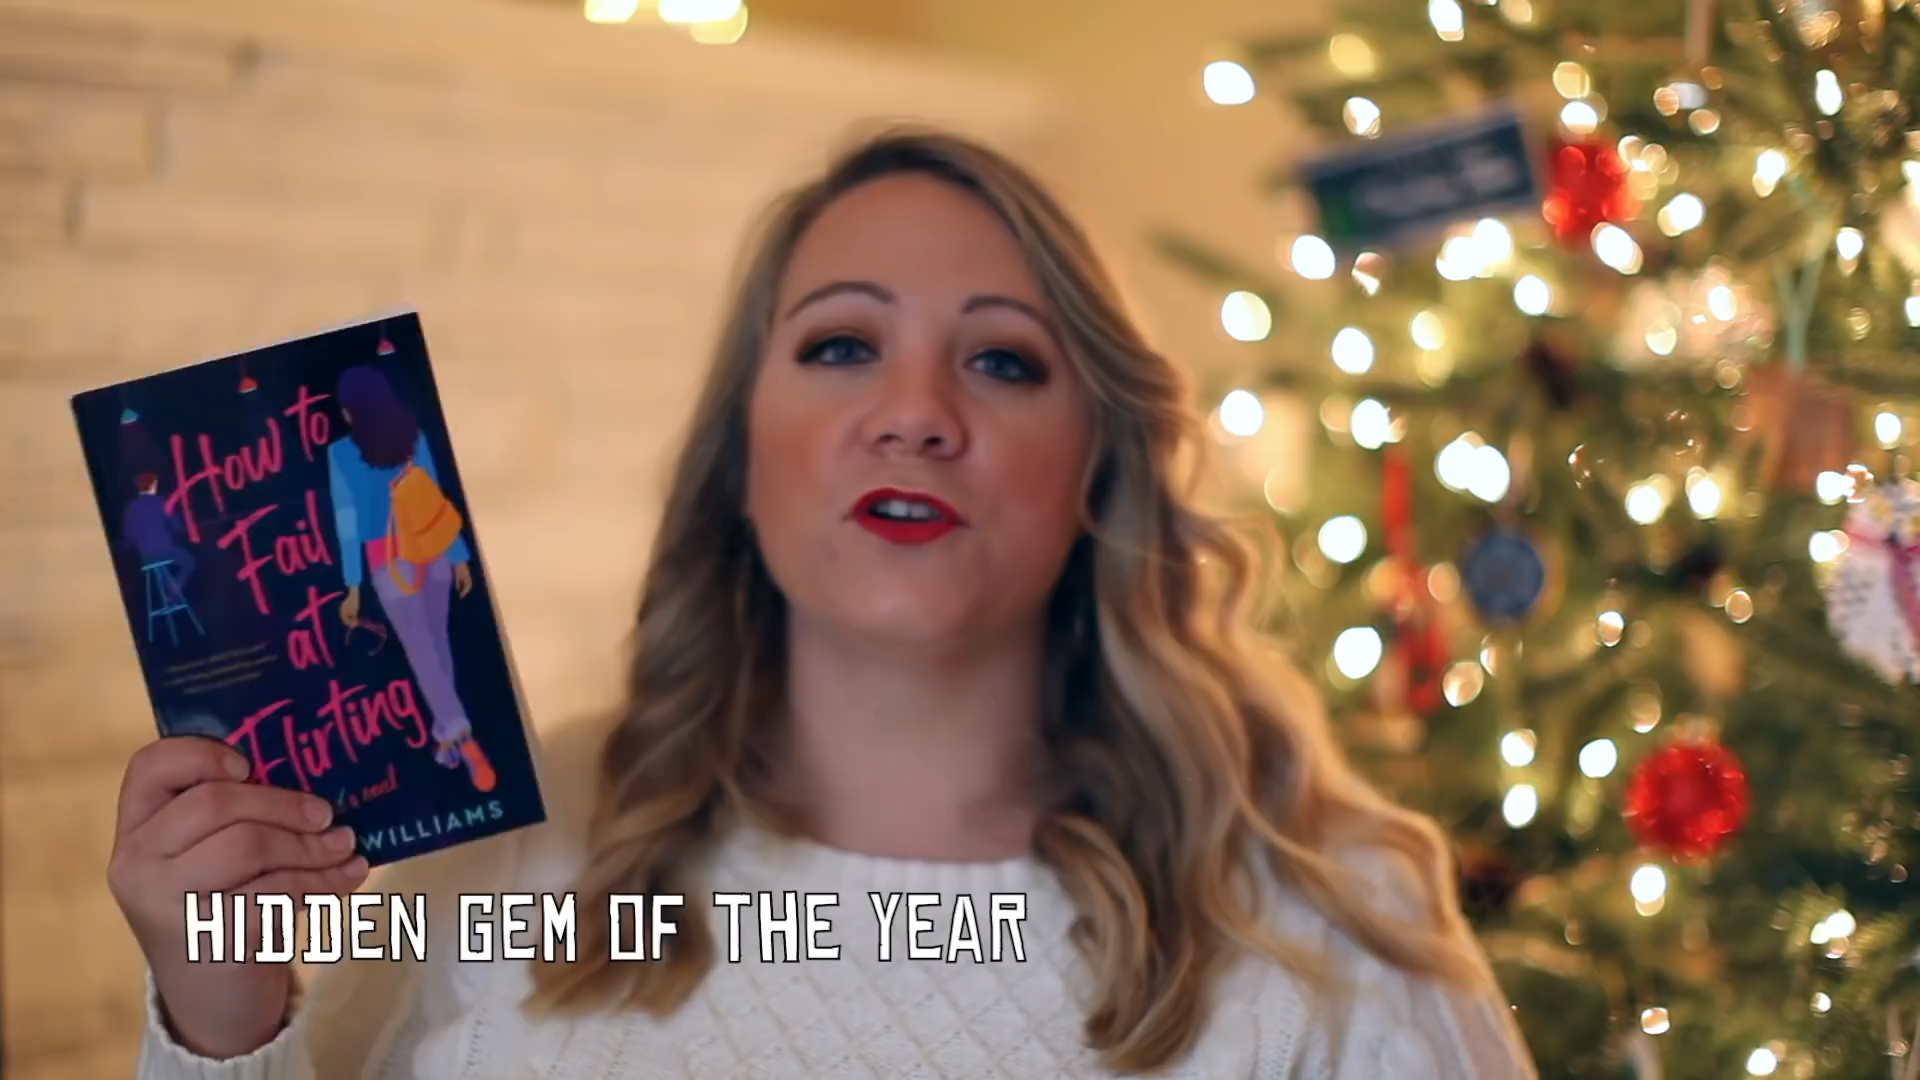 How to
Fail
at
Flirting
a novel
WILLIAMS
HIDDEN GEM OF THE YEAR